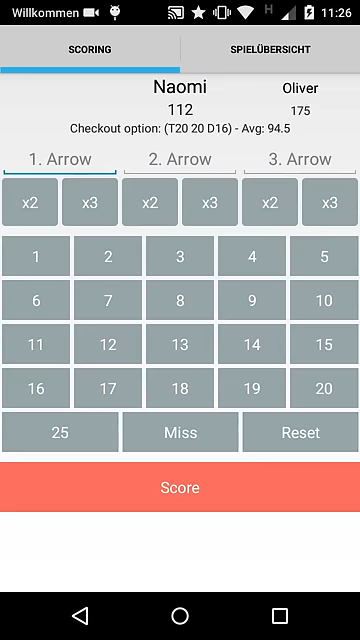 Willkommen H 11:26
SCORING SPIELÜBERSICHT
Naomi Oliver
112 175
Checkout option: (T20 20 D16) - Avg: 94.5
1. Arrow 2. Arrow 3. Arrow
x2 x3 x2 x3 x2 x3
1 2 3 4 5
6 7 8 9 10
11 12 13 14 15
16 17 18 19 20
25 Miss Reset
Score